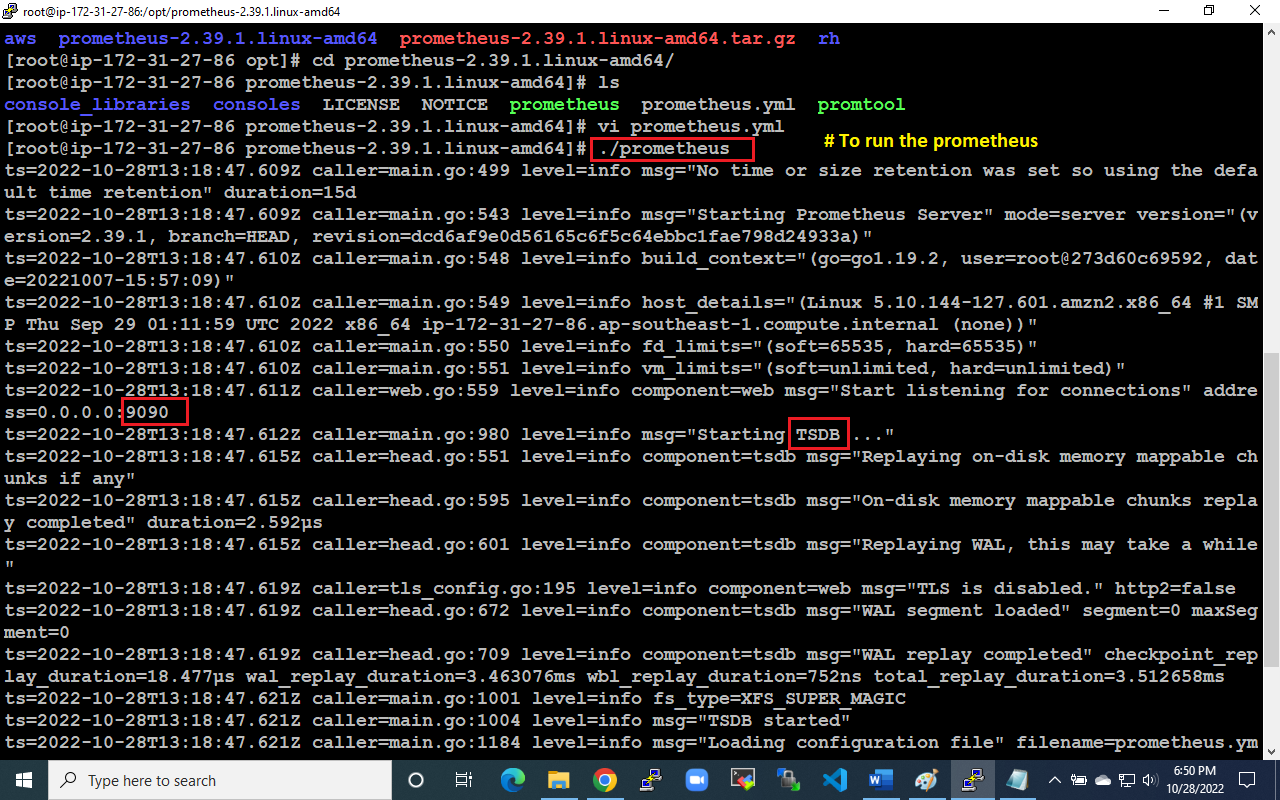 root@ip-172-31-27-86:/opt/prometheus-2.39.1.linux-amd64
aws  prometheus-2.39.1.linux-amd64  prometheus-2.39.1.linux-amd64.tar.gz  rh
[root@ip-172-31-27-86 opt]# cd prometheus-2.39.1.linux-amd64/
[root@ip-172-31-27-86 prometheus-2.39.1.linux-amd64]# ls
console_libraries  consoles  LICENSE  NOTICE  prometheus  prometheus.yml  promtool
[root@ip-172-31-27-86 prometheus-2.39.1.linux-amd64]# vi prometheus.yml
[root@ip-172-31-27-86 prometheus-2.39.1.linux-amd64]# ./prometheus
# To run the prometheus
ts=2022-10-28T13:18:47.609Z caller=main.go:499 level=info msg="No time or size retention was set so using the defa
ult time retention" duration=15d
ts=2022-10-28T13:18:47.609Z caller=main.go:543 level=info msg="Starting Prometheus Server" mode=server version="(v
ersion=2.39.1, branch=HEAD, revision=dcd6af9e0d56165c6f5c64ebbc1fae798d24933a)"
ts=2022-10-28T13:18:47.610Z caller=main.go:548 level=info build_context="(go=go1.19.2, user=root@273d60c69592, dat
e=20221007-15:57:09)"
ts=2022-10-28T13:18:47.610Z caller=main.go:549 level=info host_details="(Linux 5.10.144-127.601.amzn2.x86_64 #1 SM
P Thu Sep 29 01:11:59 UTC 2022 x86_64 ip-172-31-27-86.ap-southeast-1.compute.internal (none))"
ts=2022-10-28T13:18:47.610Z caller=main.go:550 level=info fd_limits="(soft=65535, hard=65535)"
ts=2022-10-28T13:18:47.610Z caller=main.go:551 level=info vm_limits="(soft=unlimited, hard=unlimited)"
ts=2022-10-28T13:18:47.611Z caller=web.go:559 level=info component=web msg="Start listening for connections" addre
ss=0.0.0.0:9090
ts=2022-10-28T13:18:47.612Z caller=main.go:980 level=info msg="Starting TSDB ..."
ts=2022-10-28T13:18:47.615Z caller=head.go:551 level=info component=tsdb msg="Replaying on-disk memory mappable ch
unks if any"
ts=2022-10-28T13:18:47.615Z caller=head.go:595 level=info component=tsdb msg="On-disk memory mappable chunks repla
y completed" duration=2.592µs
ts=2022-10-28T13:18:47.615Z caller=head.go:601 level=info component=tsdb msg="Replaying WAL, this may take a while
"
ts=2022-10-28T13:18:47.619Z caller=tls_config.go:195 level=info component=web msg="TLS is disabled." http2=false
ts=2022-10-28T13:18:47.619Z caller=head.go:672 level=info component=tsdb msg="WAL segment loaded" segment=0 maxSeg
ment=0
ts=2022-10-28T13:18:47.619Z caller=head.go:709 level=info component=tsdb msg="WAL replay completed" checkpoint_rep
lay_duration=18.477µs wal_replay_duration=3.463076ms wbl_replay_duration=752ns total_replay_duration=3.512658ms
ts=2022-10-28T13:18:47.621Z caller=main.go:1001 level=info fs_type=XFS_SUPER_MAGIC
ts=2022-10-28T13:18:47.621Z caller=main.go:1004 level=info msg="TSDB started"
ts=2022-10-28T13:18:47.621Z caller=main.go:1184 level=info msg="Loading configuration file" filename=prometheus.ym
Type here to search
6:50 PM
10/28/2022